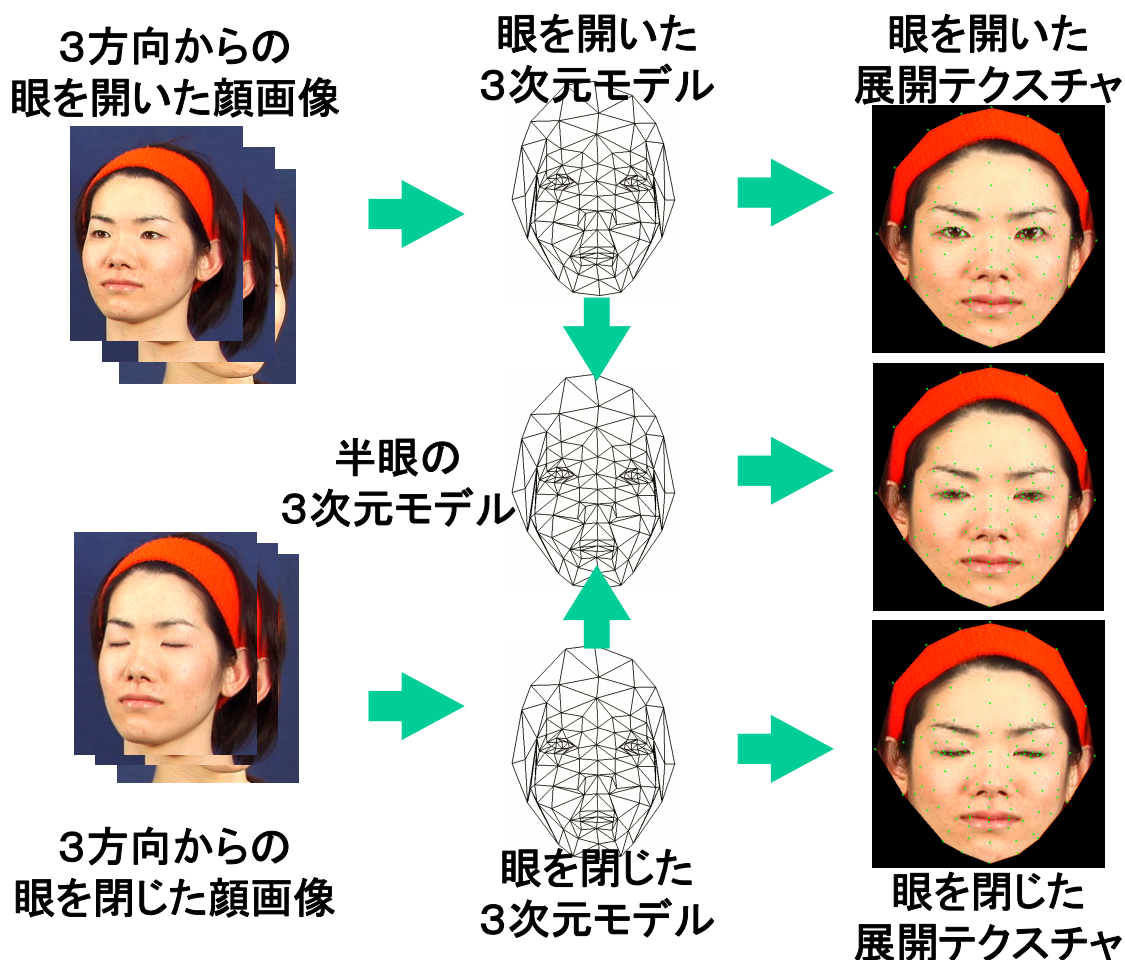 ３方向からの
眼を開いた顔画像
眼を開いた
３次元モデル
眼を開いた
展開テクスチャ
半眼の
３次元モデル
３方向からの
眼を閉じた顔画像
眼を閉じた
３次元モデル
眼を閉じた
展開テクスチャ